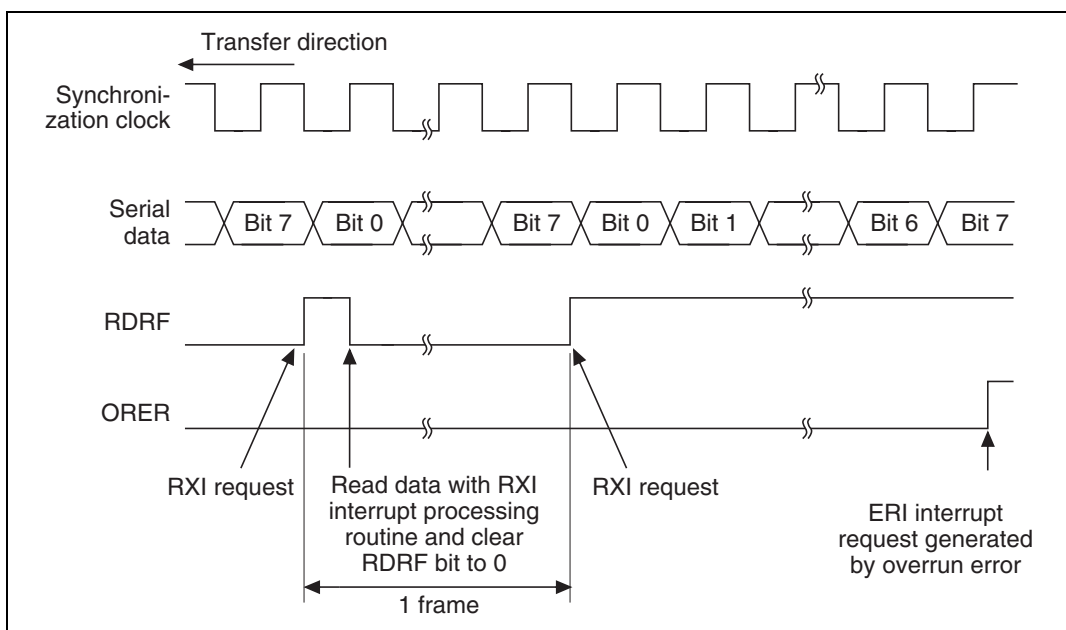 Transfer direction
Synchroni-
zation clock
Serial
data
Bit 7
Bit 0
Bit 7
Bit 0
Bit 1
Bit 6
Bit 7
RDRF
ORER
RXI request
Read data with RXI
interrupt processing
routine and clear
RDRF bit to 0
RXI request
ERI interrupt
request generated
by overrun error
1 frame